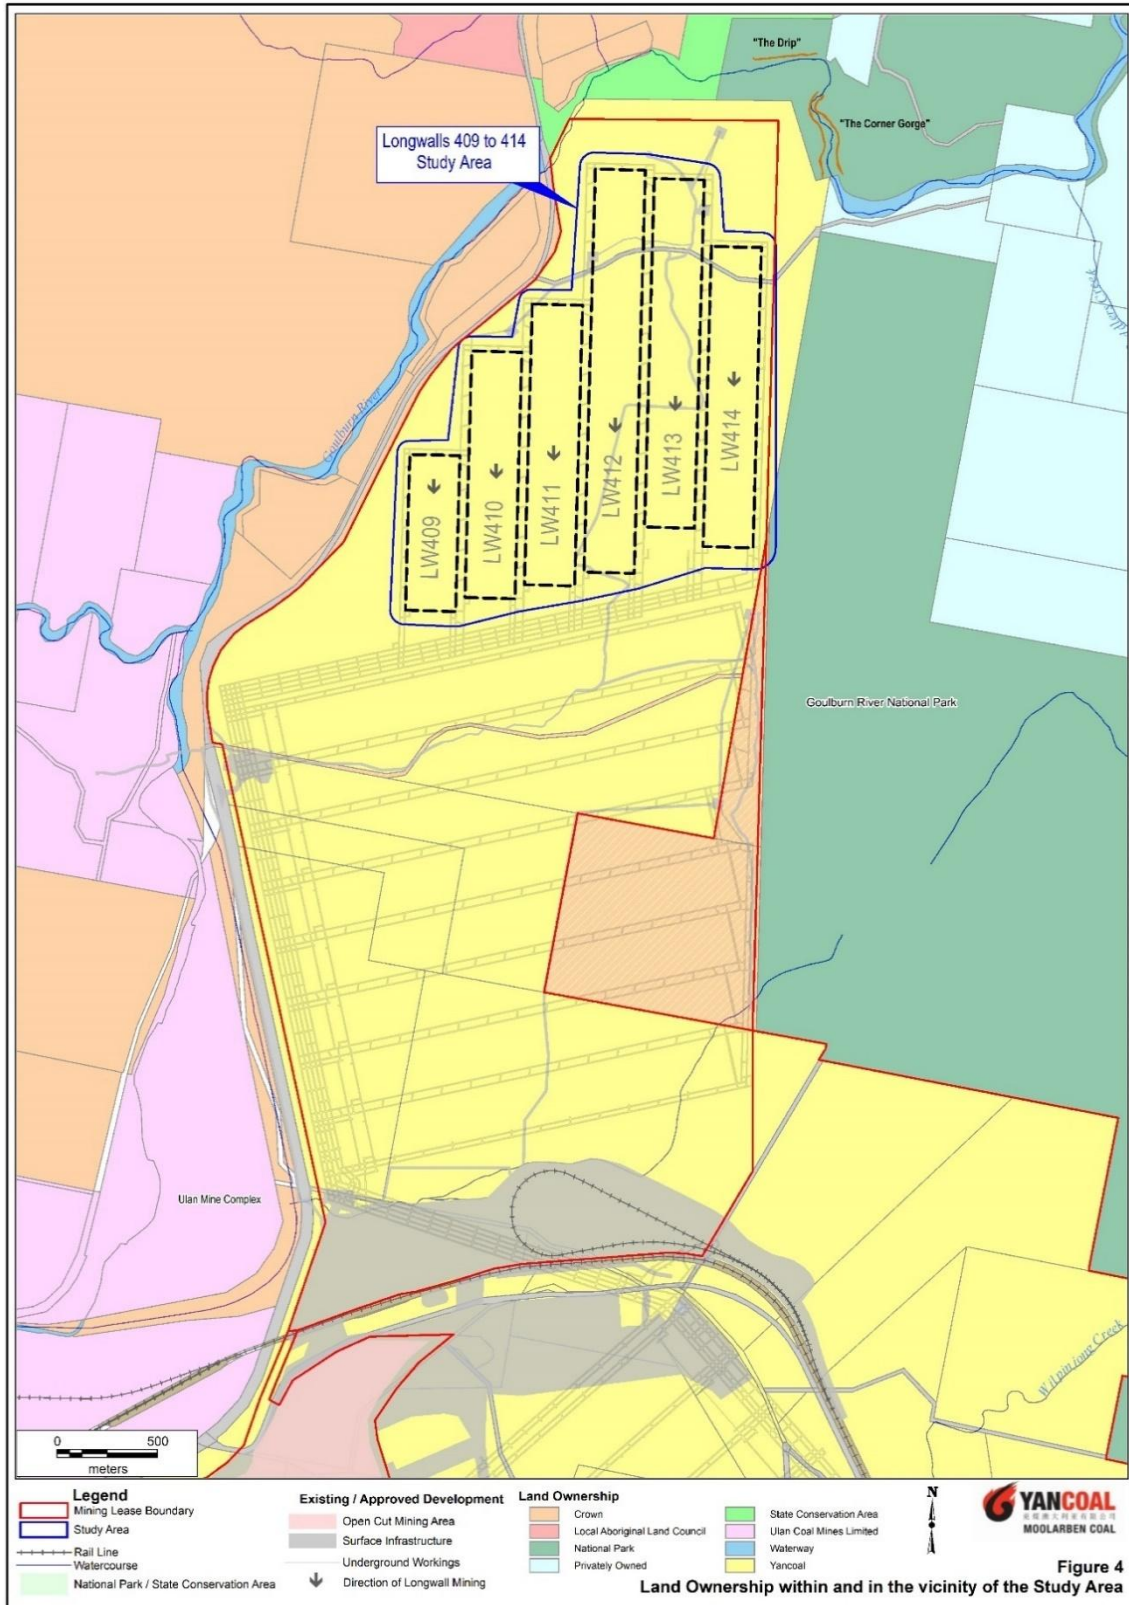 "The Drip"
"The Corner Gorge"
Longwalls 409 to 414
Study Area
Goulburn River
LW409
LW410
LW411
LW412
LW413
LW414
Goulburn River National Park
Ulan Mine Complex
Wilpinjong Creek
0 500
meters
Legend
Mining Lease Boundary
Study Area
Rail Line
Watercourse
National Park / State Conservation Area
Existing / Approved Development
Open Cut Mining Area
Surface Infrastructure
Underground Workings
Direction of Longwall Mining
Land Ownership
Crown
Local Aboriginal Land Council
National Park
Privately Owned
State Conservation Area
Ulan Coal Mines Limited
Waterway
Yancoal
N
YANCOAL
MOOLARBEN COAL
Figure 4
Land Ownership within and in the vicinity of the Study Area